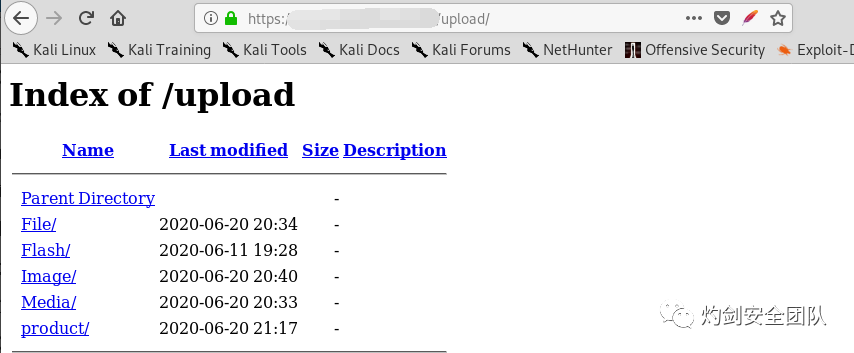 https:/ /upload/
Kali Linux Kali Training Kali Tools Kali Docs Kali Forums NetHunter Offensive Security Exploit-D
Index of /upload
Name Last modified Size Description
Parent Directory -
File/ 2020-06-20 20:34 -
Flash/ 2020-06-11 19:28 -
Image/ 2020-06-20 20:40 -
Media/ 2020-06-20 20:33 -
product/ 2020-06-20 21:17 -
灼剑安全团队